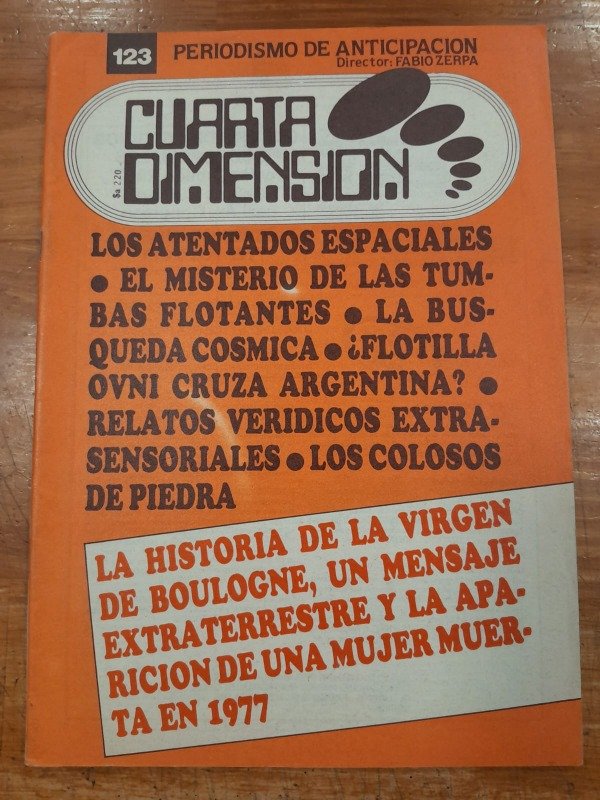 123
PERIODISMO DE ANTICIPACION
Director: FABIO ZERPA
CUARTA
DIMENSION
$a 220
LOS ATENTADOS ESPACIALES
● EL MISTERIO DE LAS TUM-
BAS FLOTANTES ● LA BUS-
QUEDA COSMICA ● ¿FLOTILLA
OVNI CRUZA ARGENTINA? ●
RELATOS VERIDICOS EXTRA-
SENSORIALES ● LOS COLOSOS
DE PIEDRA
LA HISTORIA DE LA VIRGEN
DE BOULOGNE, UN MENSAJE
EXTRATERRESTRE Y LA APA-
RICION DE UNA MUJER MUER-
TA EN 1977